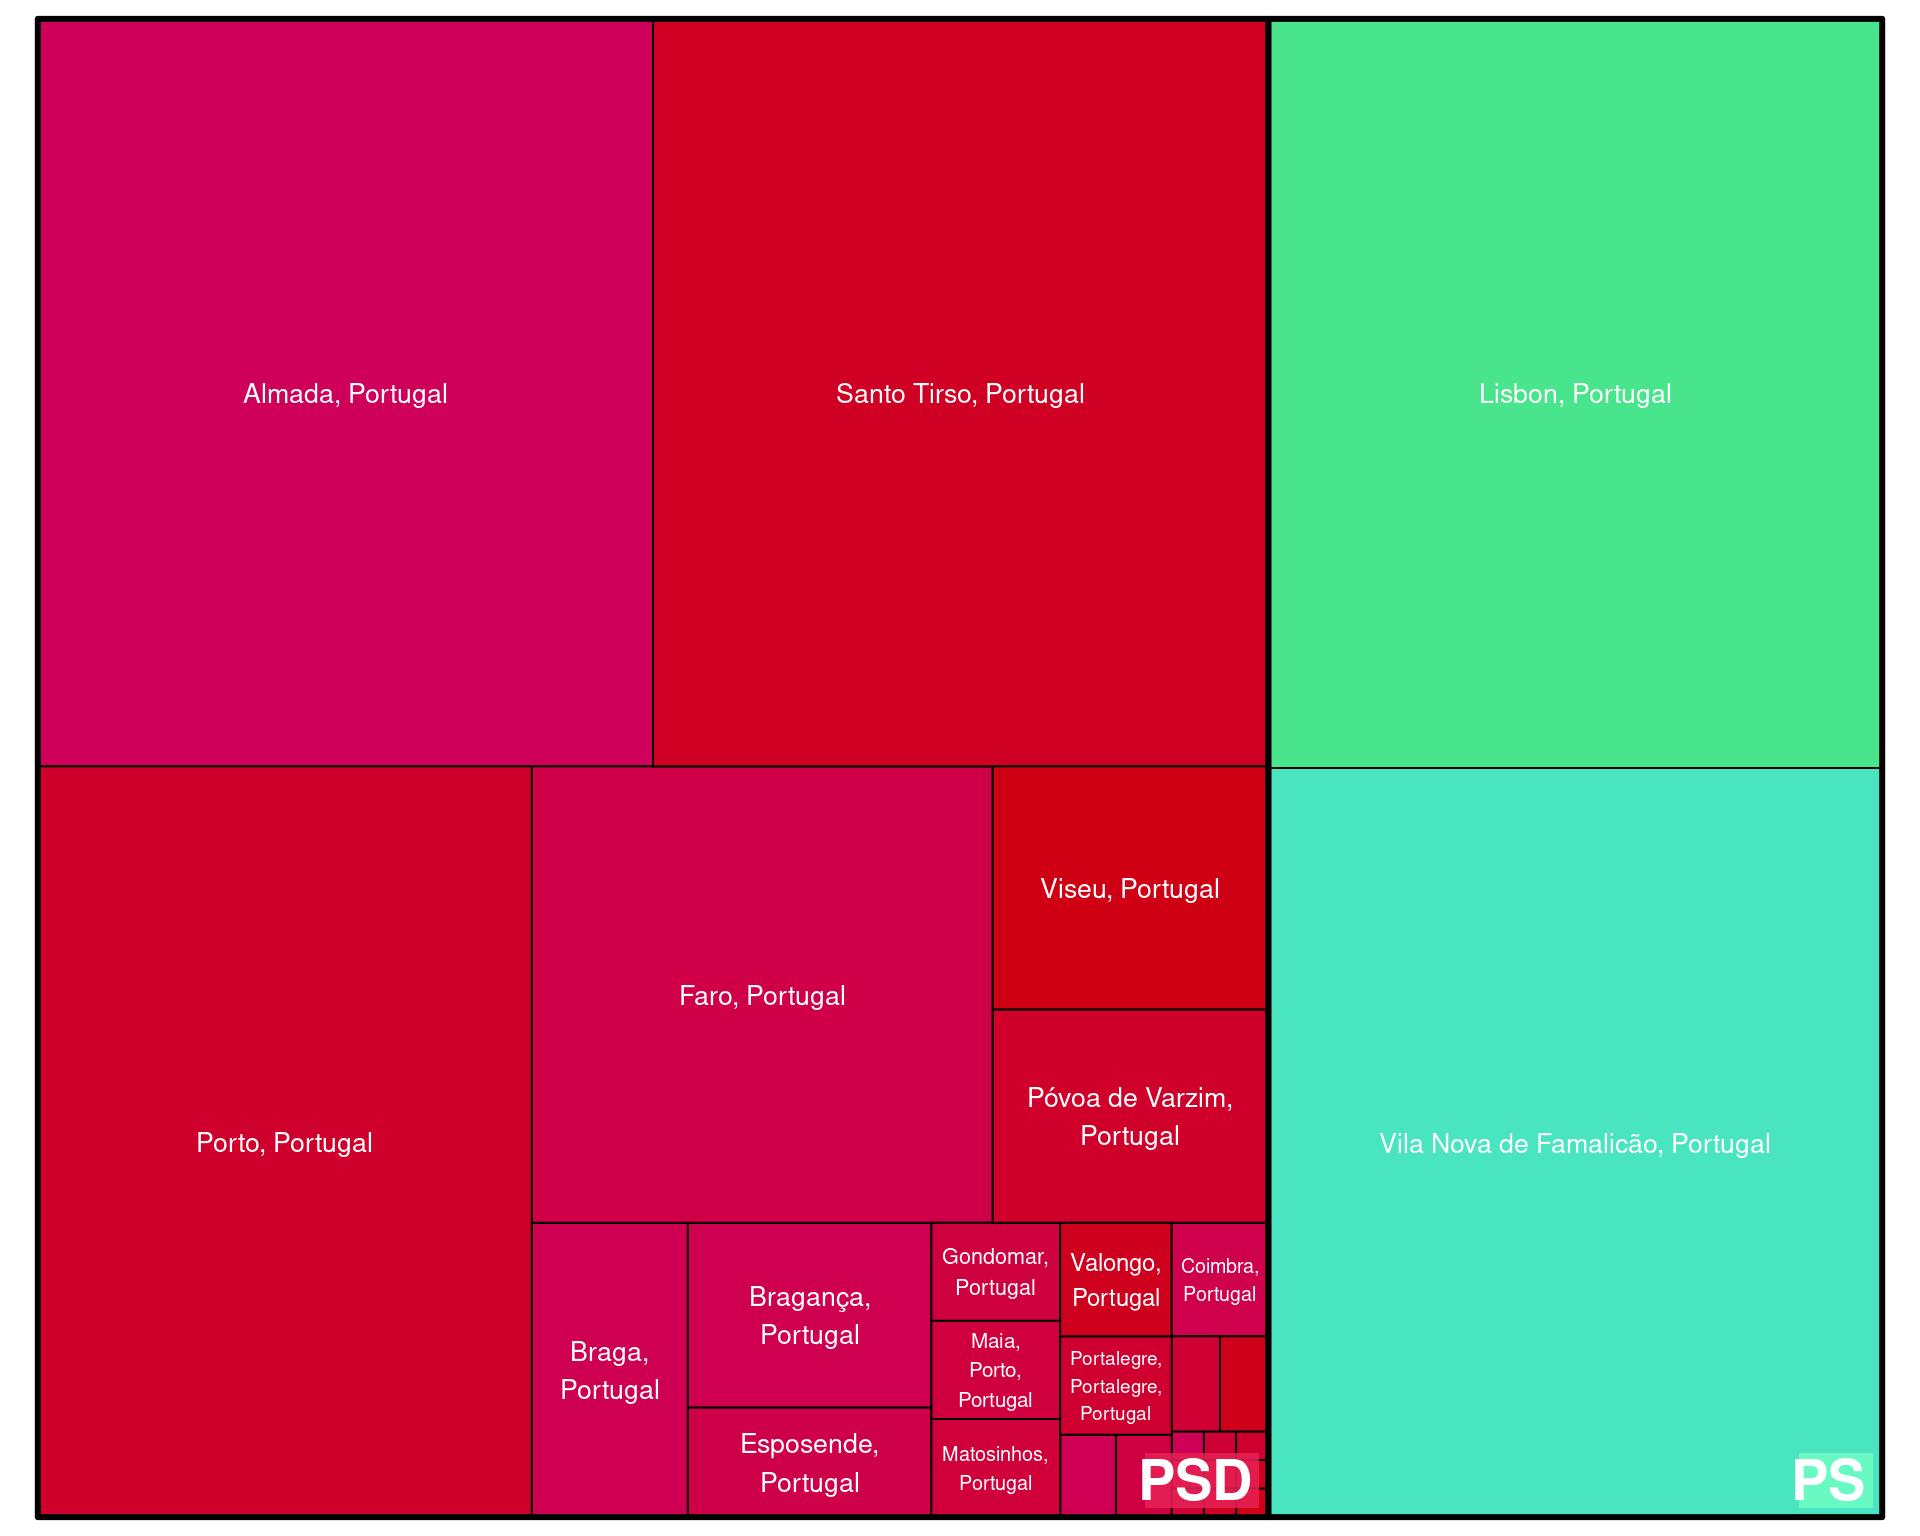 Almada, Portugal
Santo Tirso, Portugal
Lisbon, Portugal
Porto, Portugal
Faro, Portugal
Viseu, Portugal
Póvoa de Varzim,
Portugal
Vila Nova de Famalicão, Portugal
Braga,
Portugal
Bragança,
Portugal
Esposende,
Portugal
Gondomar,
Portugal
Maia,
Porto,
Portugal
Matosinhos,
Portugal
Valongo,
Portugal
Portalegre,
Portalegre,
Portugal
Coimbra,
Portugal
PSD
PS